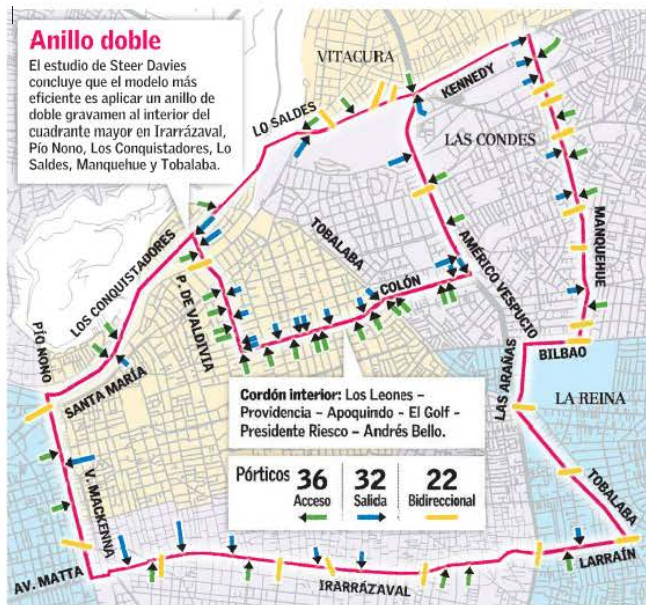 Anillo doble
El estudio de Steer Davies
concluye que el modelo más
eficiente es aplicar un anillo de
doble gravamen al interior del
cuadrante mayor en Irarrázaval,
Pío Nono, Los Conquistadores, Lo
Saldes, Manquehue y Tobalaba.
VITACURA
KENNEDY
LO SALDES
LAS CONDES
MANQUEHUE
TOBALABA
AMÉRICO VESPUCIO
COLÓN
LOS CONQUISTADORES
P. DE VALDIVIA
PÍO NONO
SANTA MARÍA
BILBAO
LAS ARAÑAS
LA REINA
Cordón interior: Los Leones –
Providencia – Apoquindo – El Golf -
Presidente Riesco – Andrés Bello.
Pórticos 36 32 22
Acceso Salida Bidireccional
TOBALABA
V. MACKENNA
LARRAÍN
AV. MATTA
IRARRÁZAVAL